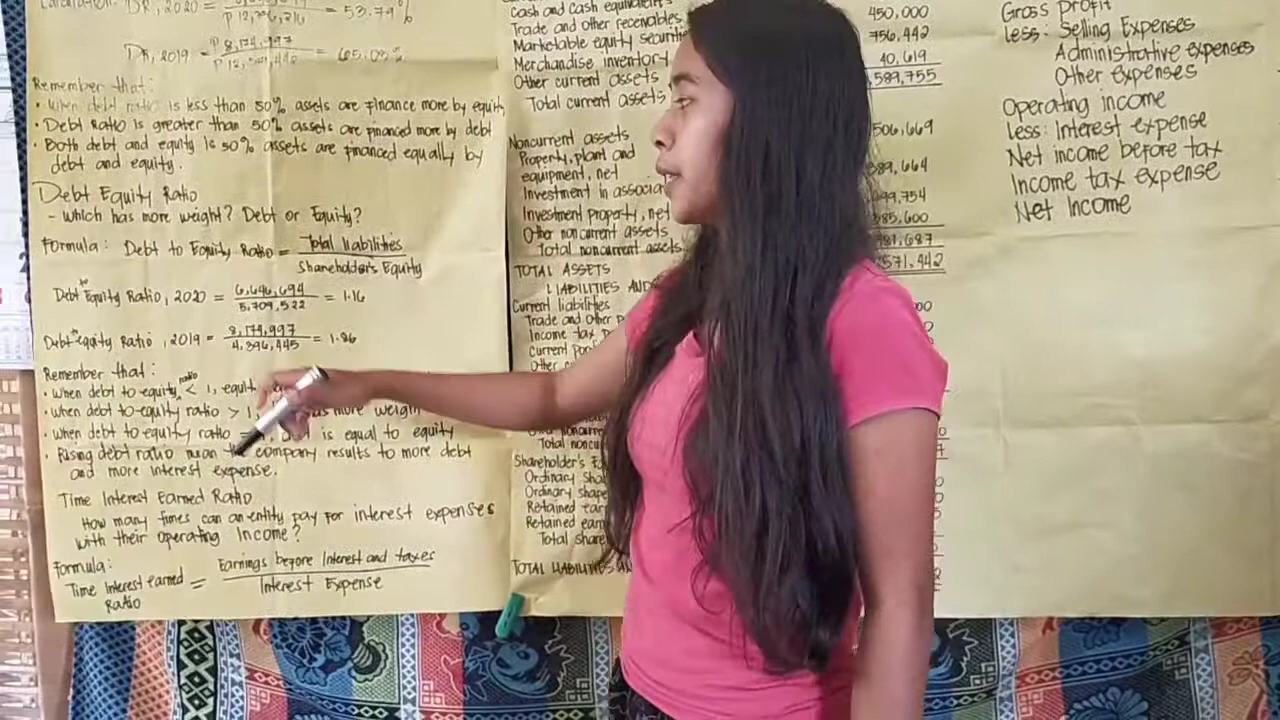 DR, 2020 = = 53.79%
₱12,356,216
DR, 2019 = ₱8,174,997 = 65.03%
Remember that:
• When debt ratio is less than 50% assets are finance more by equity
• Debt Ratio is greater than 50% assets are financed more by debt
• Both debt and equity is 50% assets are financed equally by
debt and equity.
Debt Equity Ratio
- Which has more weight? Debt or Equity?
Formula: Debt to Equity Ratio = Total liabilities
Shareholder's Equity
Debt to Equity Ratio, 2020 = 6,646,694 = 1.16
5,709,522
Debt to equity Ratio, 2019 = 8,174,997 = 1.86
4,396,445
Remember that:
• When debt to equity ratio < 1,
• When debt to equity ratio > 1, more weight
• When debt to equity ratio is equal to equity
• Rising debt ratio mean company results to more debt
and more interest expense.
Time Interest Earned Ratio
How many times can an entity pay for interest expenses
with their operating income?
Formula:
Time interest earned = Earnings before Interest and taxes
Ratio Interest Expense
Cash and cash equivalents
Trade and other receivables 450,000
Marketable equity securitie 756,442
Merchandise inventory 40,619
Other current assets ,589,755
Total current assets
Noncurrent assets 506,669
Property, plant and
equipment, net 389,664
Investment in associa 499,754
Investment property, net 385,600
Other noncurrent assets
Total noncurrent assets 981,687
TOTAL ASSETS 571,442
LIABILITIES AND
Current liabilities
Trade and other p
Income tax p
Current por
Other c
Total noncu
Shareholder's E
Ordinary Sha
Ordinary share
Retained ear
Retained earn
Total share
TOTAL LIABILITIES AN
Gross profit
Less: Selling Expenses
Administrative expenses
Other expenses
Operating income
Less: Interest expense
Net income before tax
Income tax expense
Net Income